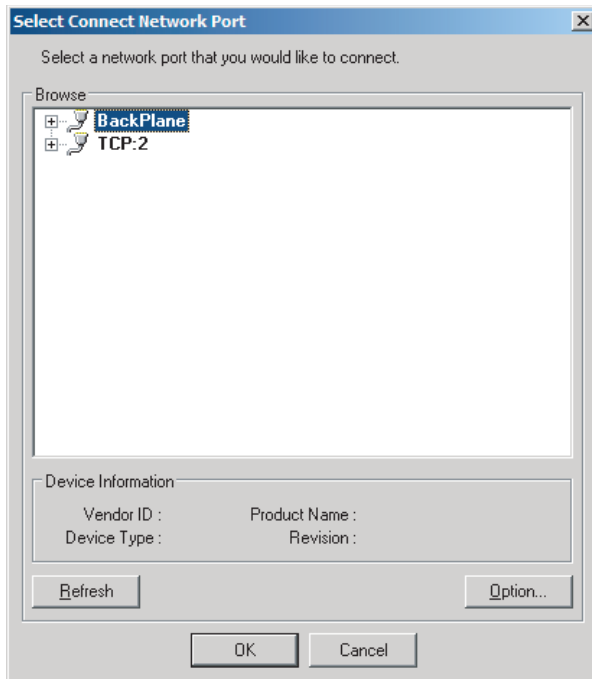 Select Connect Network Port
Select a network port that you would like to connect.
Browse
BackPlane
TCP:2
Device Information
Vendor ID : Product Name :
Device Type : Revision :
Refresh Option...
OK Cancel